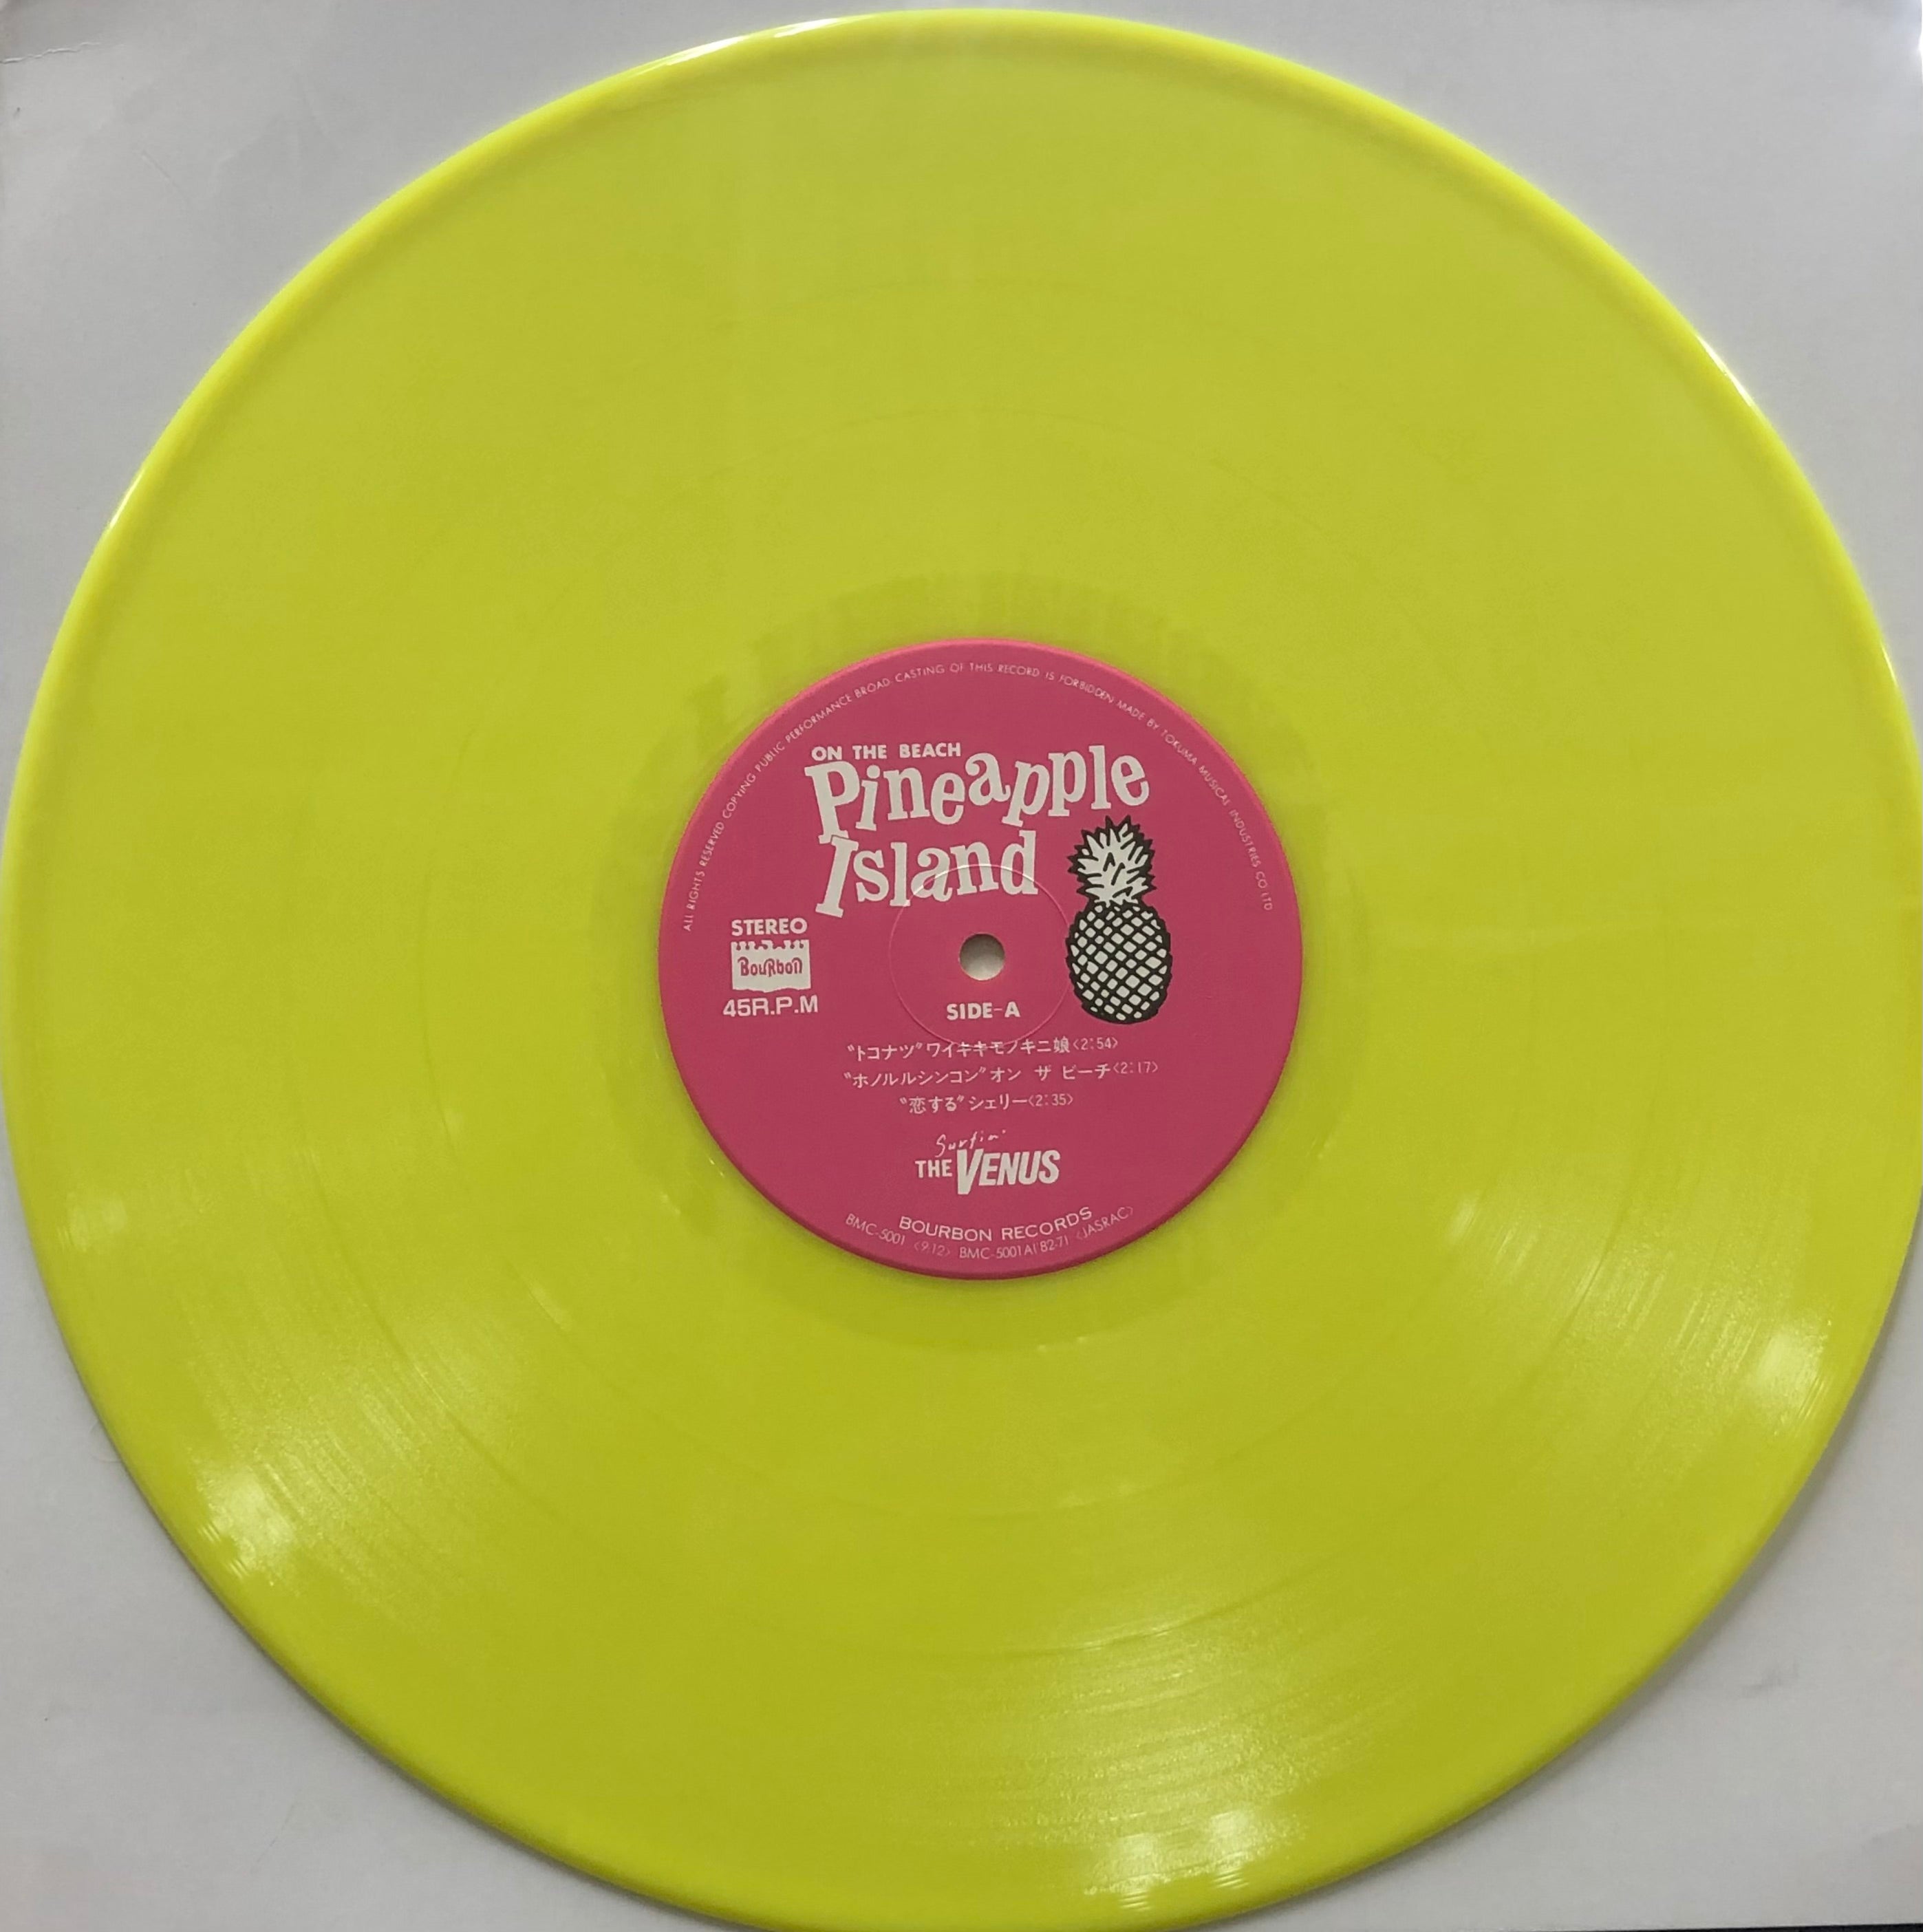 ALL RIGHTS RESERVED COPYING PUBLIC PERFORMANCE BROAD-CASTING OF THIS RECORD IS FORBIDDEN MADE BY TOKUMA MUSICAL INDUSTRIES CO LTD
ON THE BEACH
Pineapple
Island
STEREO
BouRbon
45R.P.M
SIDE-A
〝トコナツ〟ワイキキモノキニ娘〈2:54〉
〝ホノルルシンコン〟オン ザ ビーチ〈2:17〉
〝恋する〟シェリー〈2:35〉
Surfin'
THE VENUS
BOURBON RECORDS
BMC-5001 〈9.12〉 BMC-5001A1 82-7.1 〈JASRAC〉